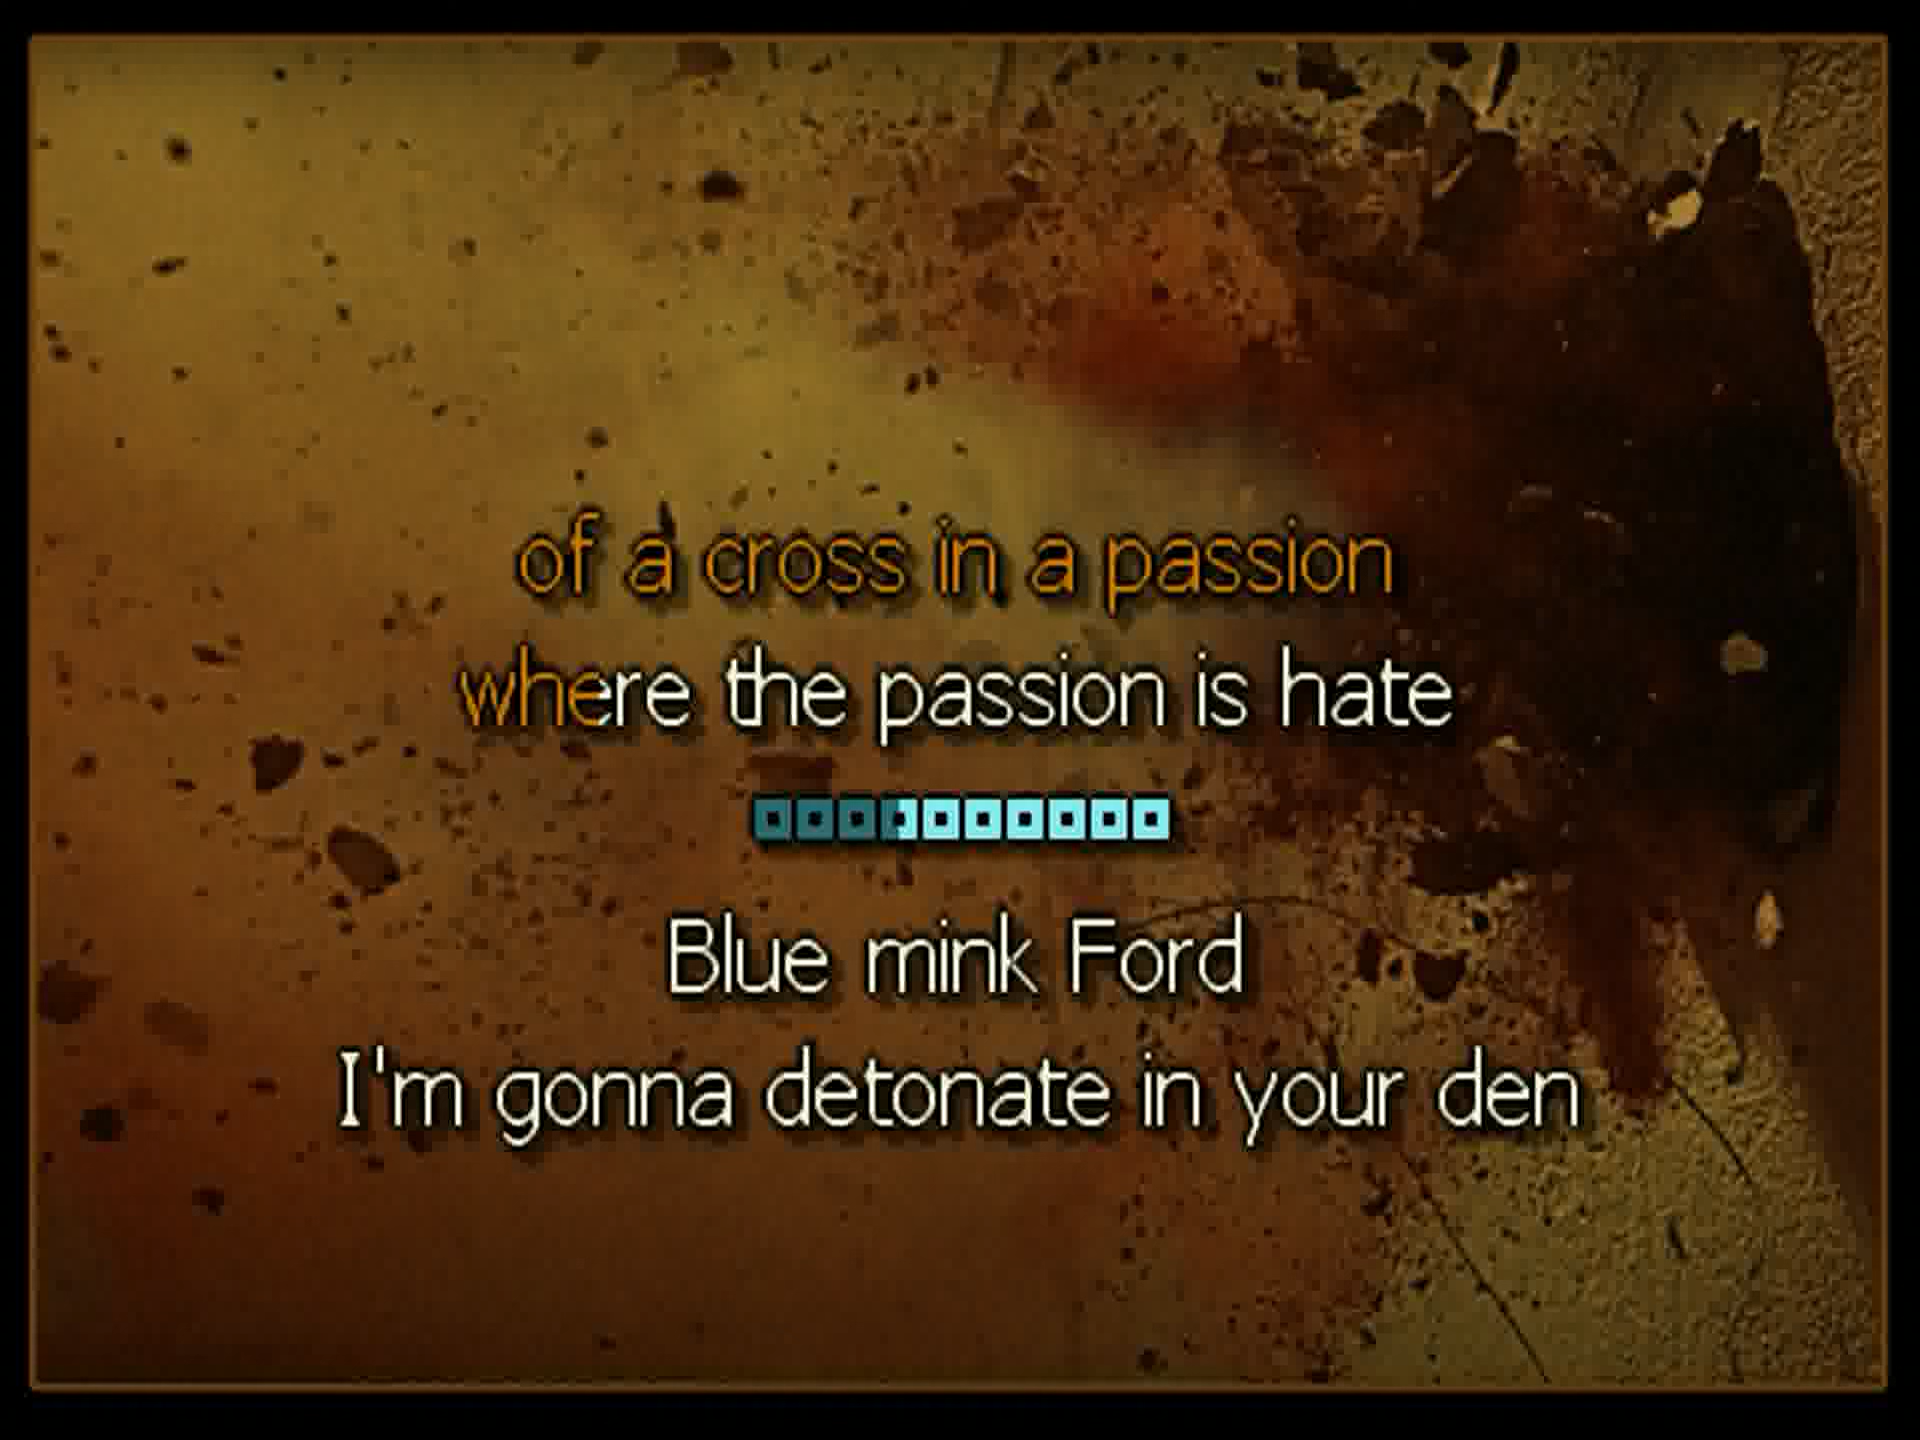 of a cross in a passion
where the passion is hate
Blue mink Ford
I'm gonna detonate in your den